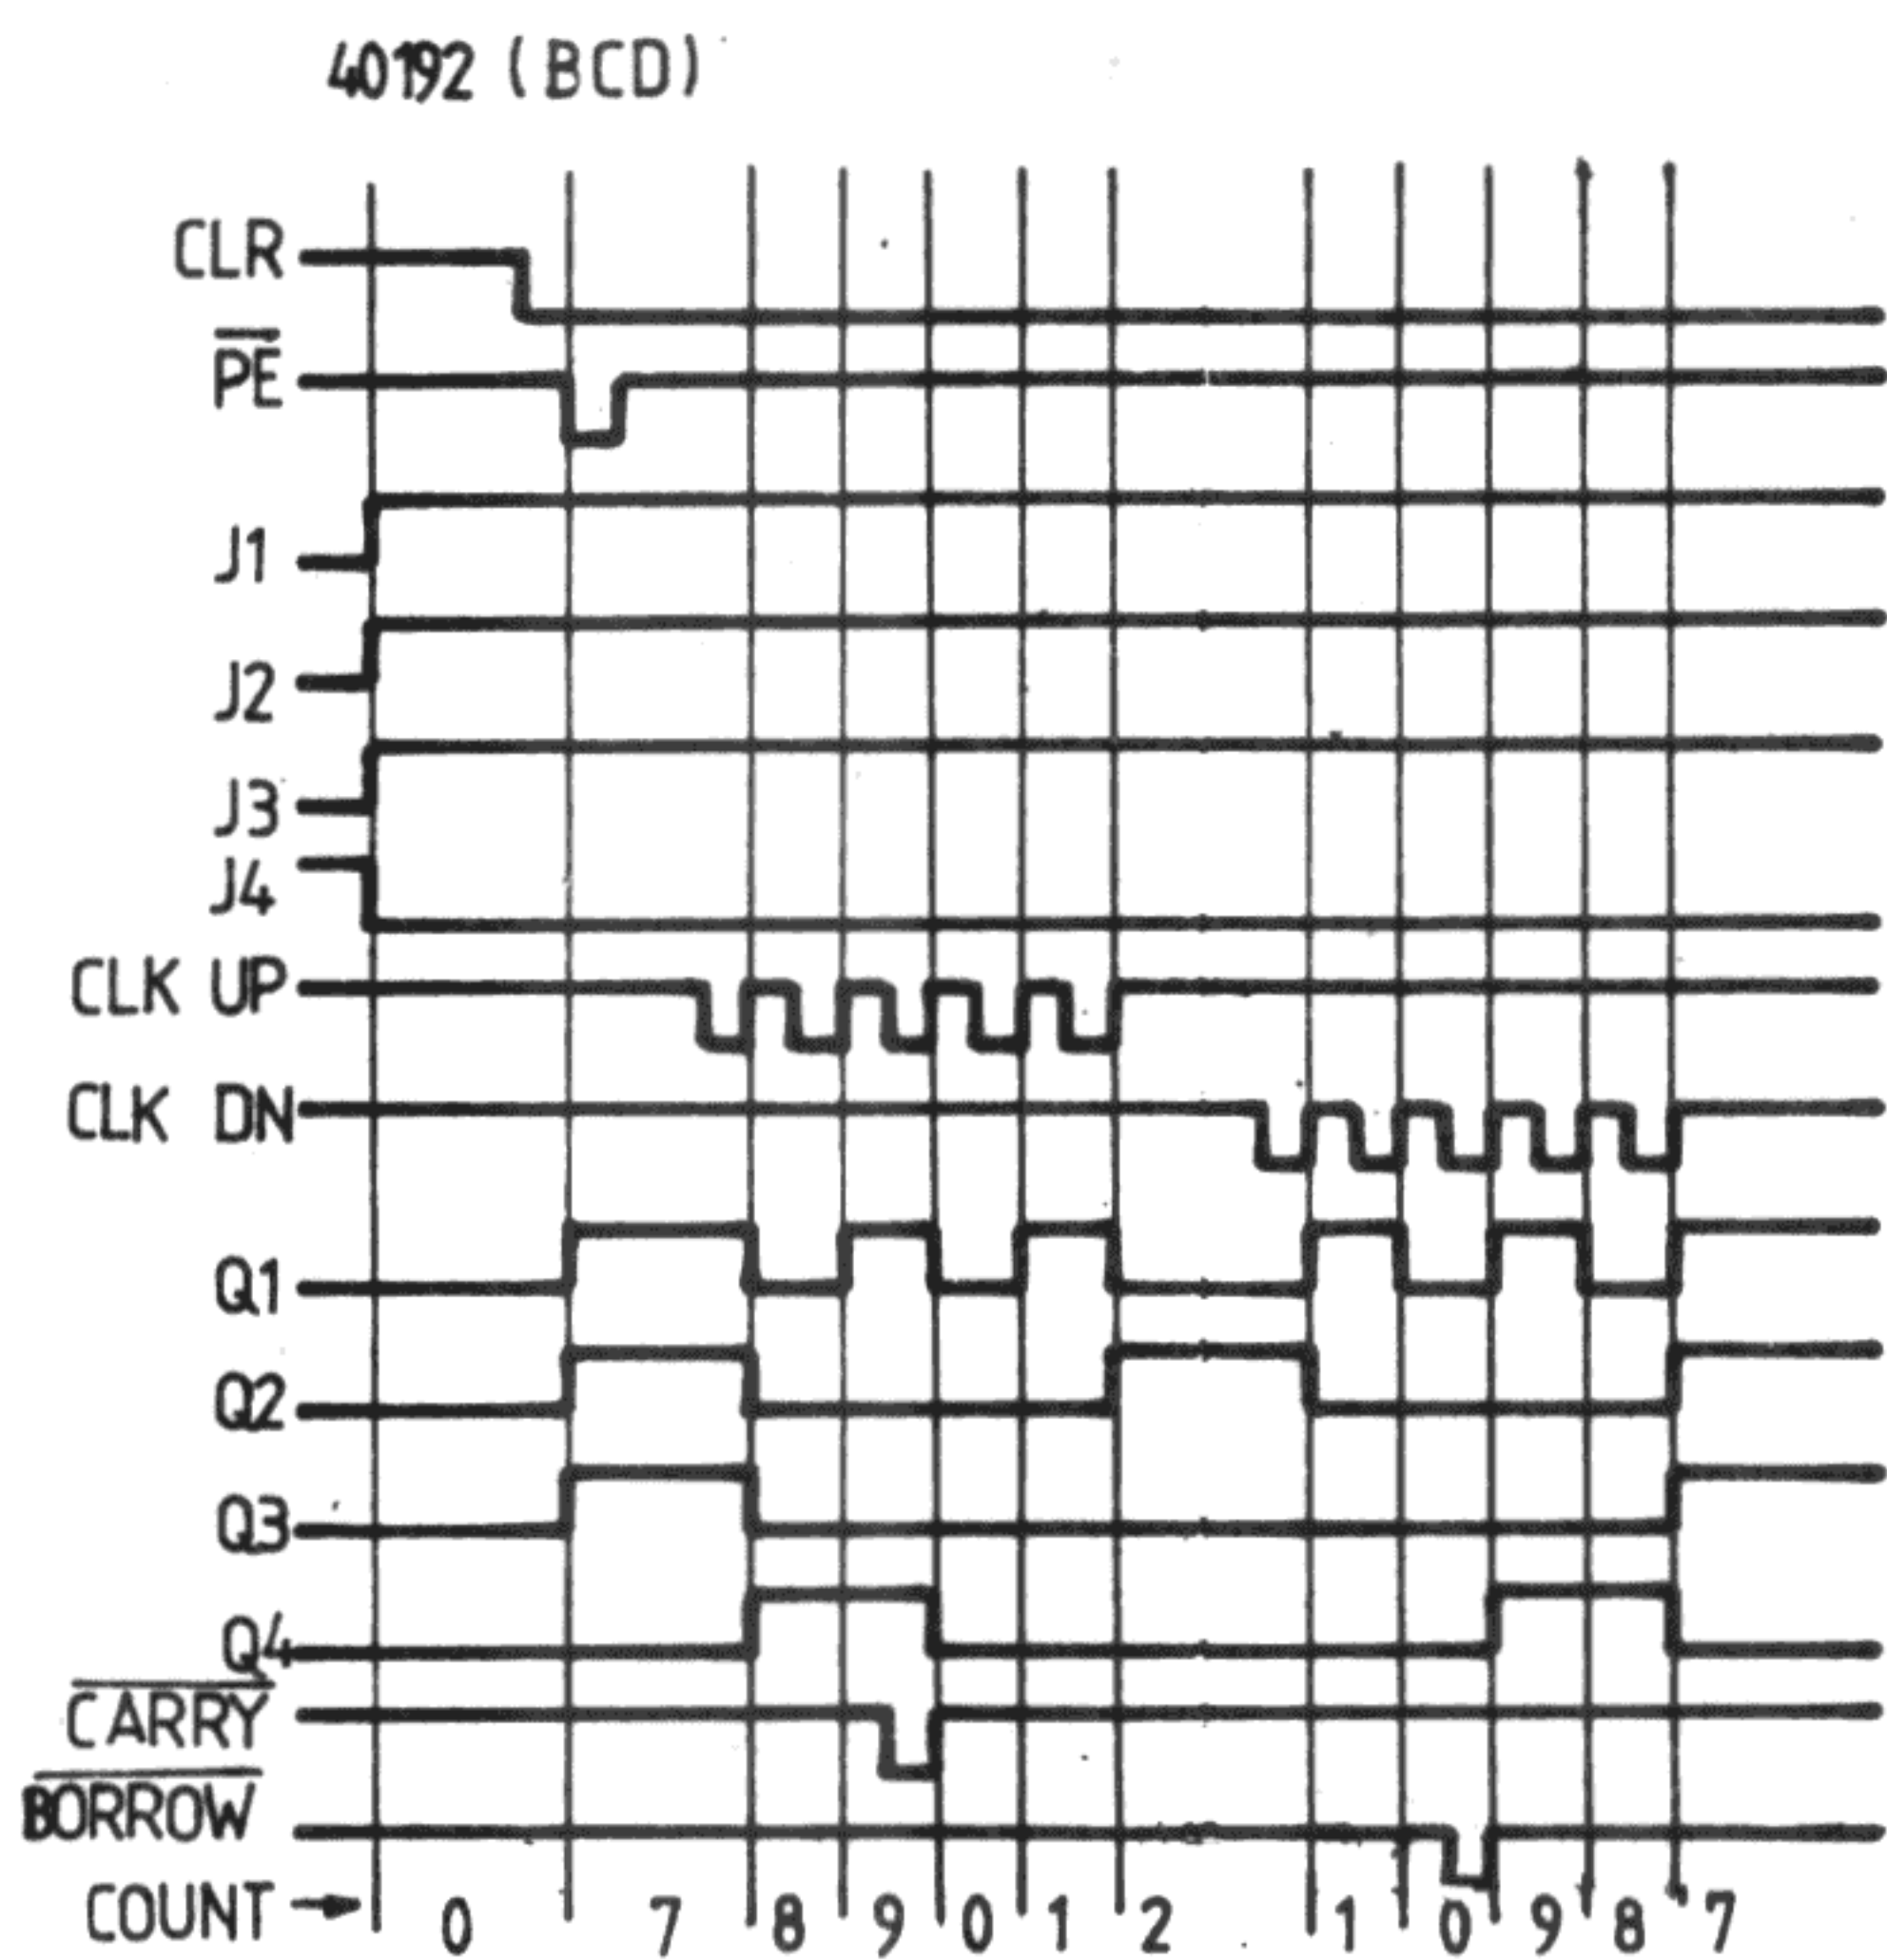 40192 (BCD)
CLR
PE
J1
J2
J3
J4
CLK UP
CLK DN
Q1
Q2
Q3
Q4
CARRY
BORROW
COUNT → 0 7 8 9 0 1 2 1 0 9 8 7